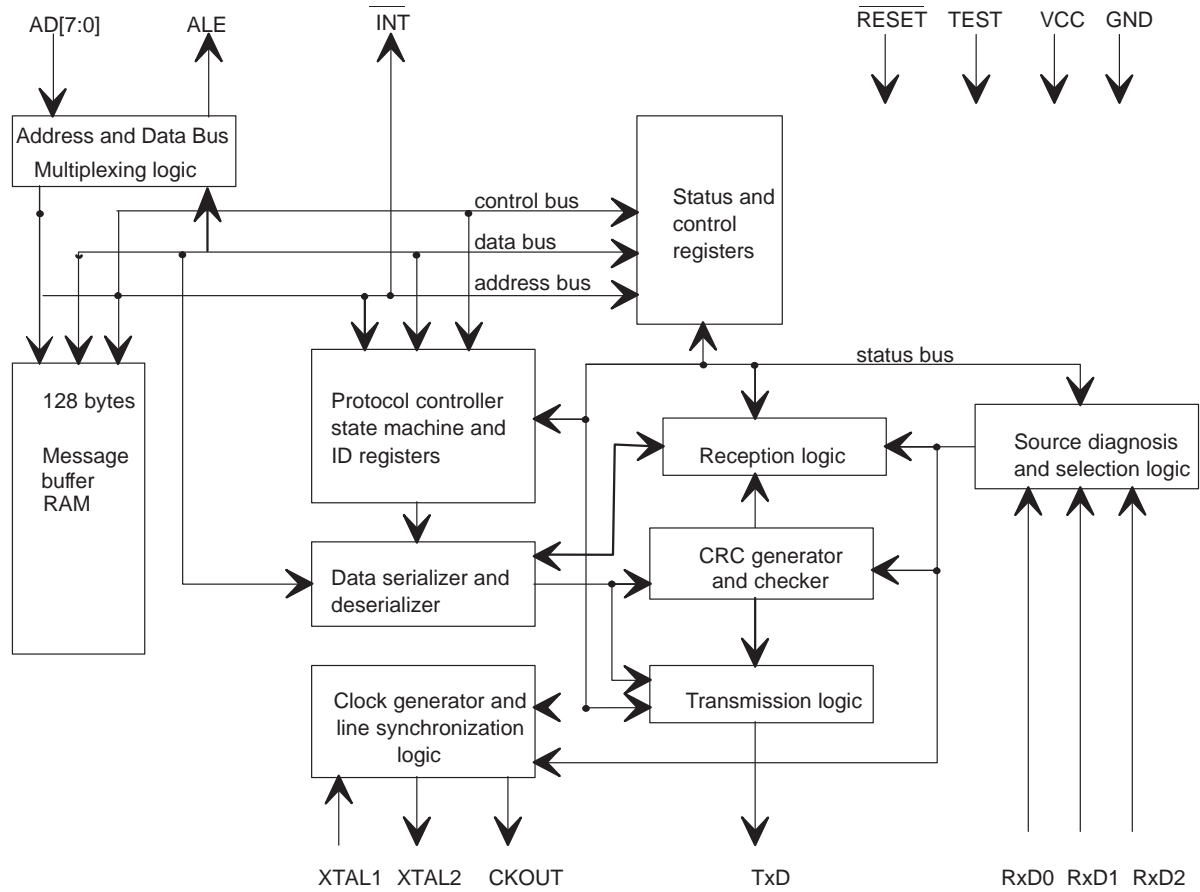 AD[7:0] ALE INT RESET TEST VCC GND
Address and Data Bus
Multiplexing logic
control bus
data bus
address bus
Status and
control
registers
status bus
128 bytes
Message
buffer
RAM
Protocol controller
state machine and
ID registers
Reception logic
Source diagnosis
and selection logic
Data serializer and
deserializer
CRC generator
and checker
Clock generator and
line synchronization
logic
Transmission logic
XTAL1 XTAL2 CKOUT TxD RxD0 RxD1 RxD2